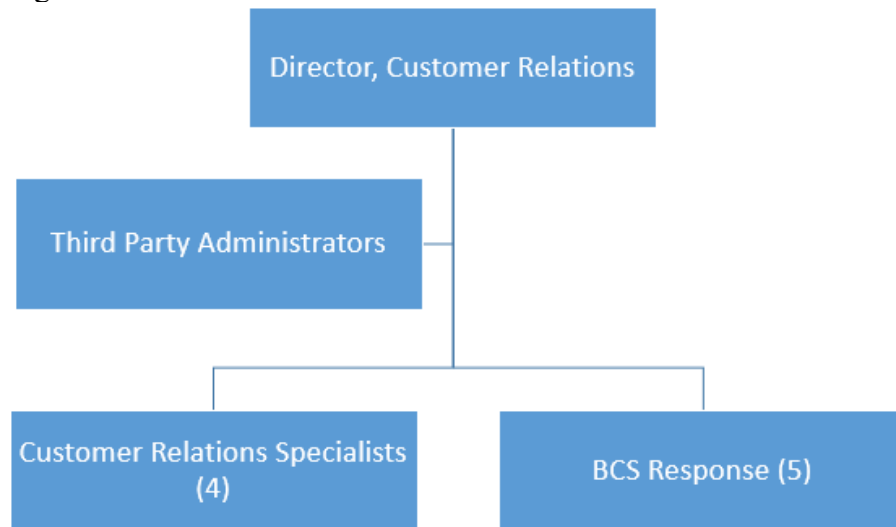 Director, Customer Relations
Third Party Administrators
Customer Relations Specialists
(4)
BCS Response (5)